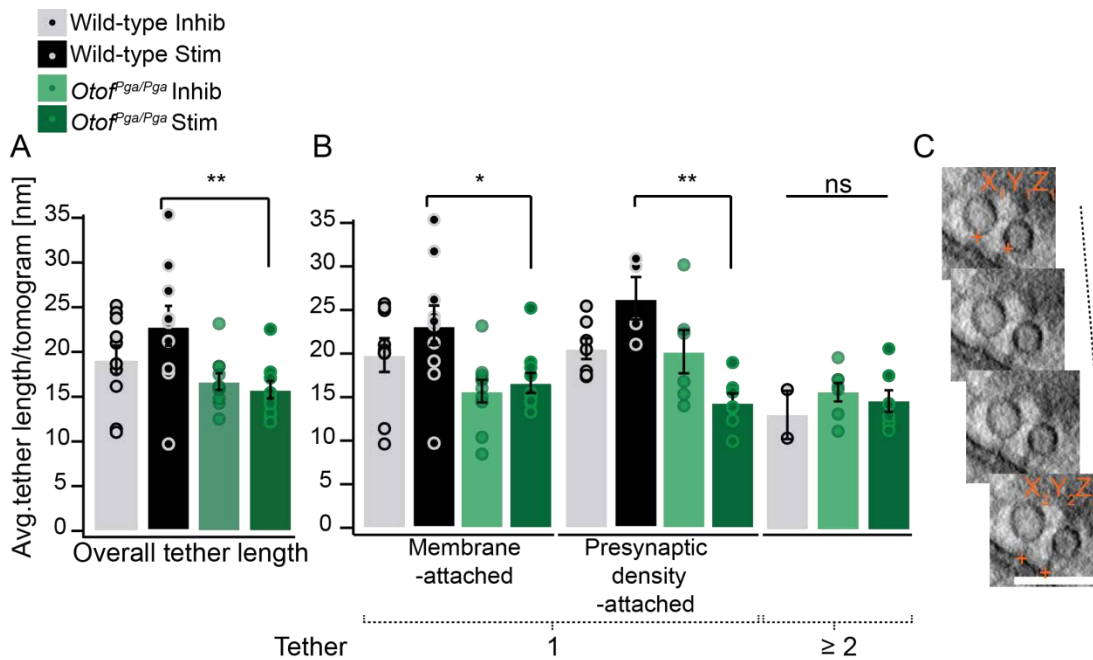 Wild-type Inhib
Wild-type Stim
Otof^Pga/Pga Inhib
Otof^Pga/Pga Stim
A
Avg.tether length/tomogram [nm]
35
30
25
20
15
10
5
0
**
Overall tether length
B
35
30
25
20
15
10
5
0
*
**
ns
Membrane
-attached
Presynaptic
density
-attached
Tether 1 ≥ 2
C
X₁Y₁Z₁
X₂Y₂Z